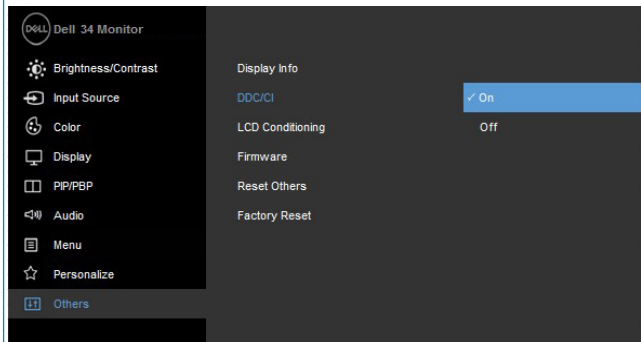 DELL Dell 34 Monitor
Brightness/Contrast
Input Source
Color
Display
PIP/PBP
Audio
Menu
Personalize
Others
Display Info
DDC/CI
LCD Conditioning
Firmware
Reset Others
Factory Reset
✓ On
Off